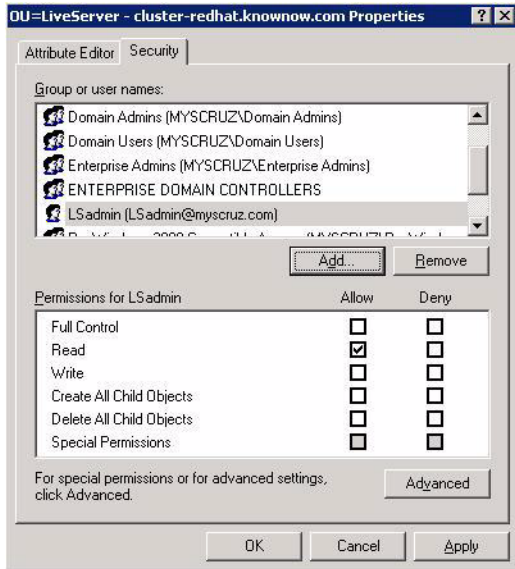 OU=LiveServer - cluster-redhat.knownow.com Properties
Attribute Editor Security
Group or user names:
Domain Admins (MYSCRUZ\Domain Admins)
Domain Users (MYSCRUZ\Domain Users)
Enterprise Admins (MYSCRUZ\Enterprise Admins)
ENTERPRISE DOMAIN CONTROLLERS
LSadmin (LSadmin@myscruz.com)
Add... Remove
Permissions for LSadmin Allow Deny
Full Control
Read
Write
Create All Child Objects
Delete All Child Objects
Special Permissions
For special permissions or for advanced settings,
click Advanced.
Advanced
OK Cancel Apply